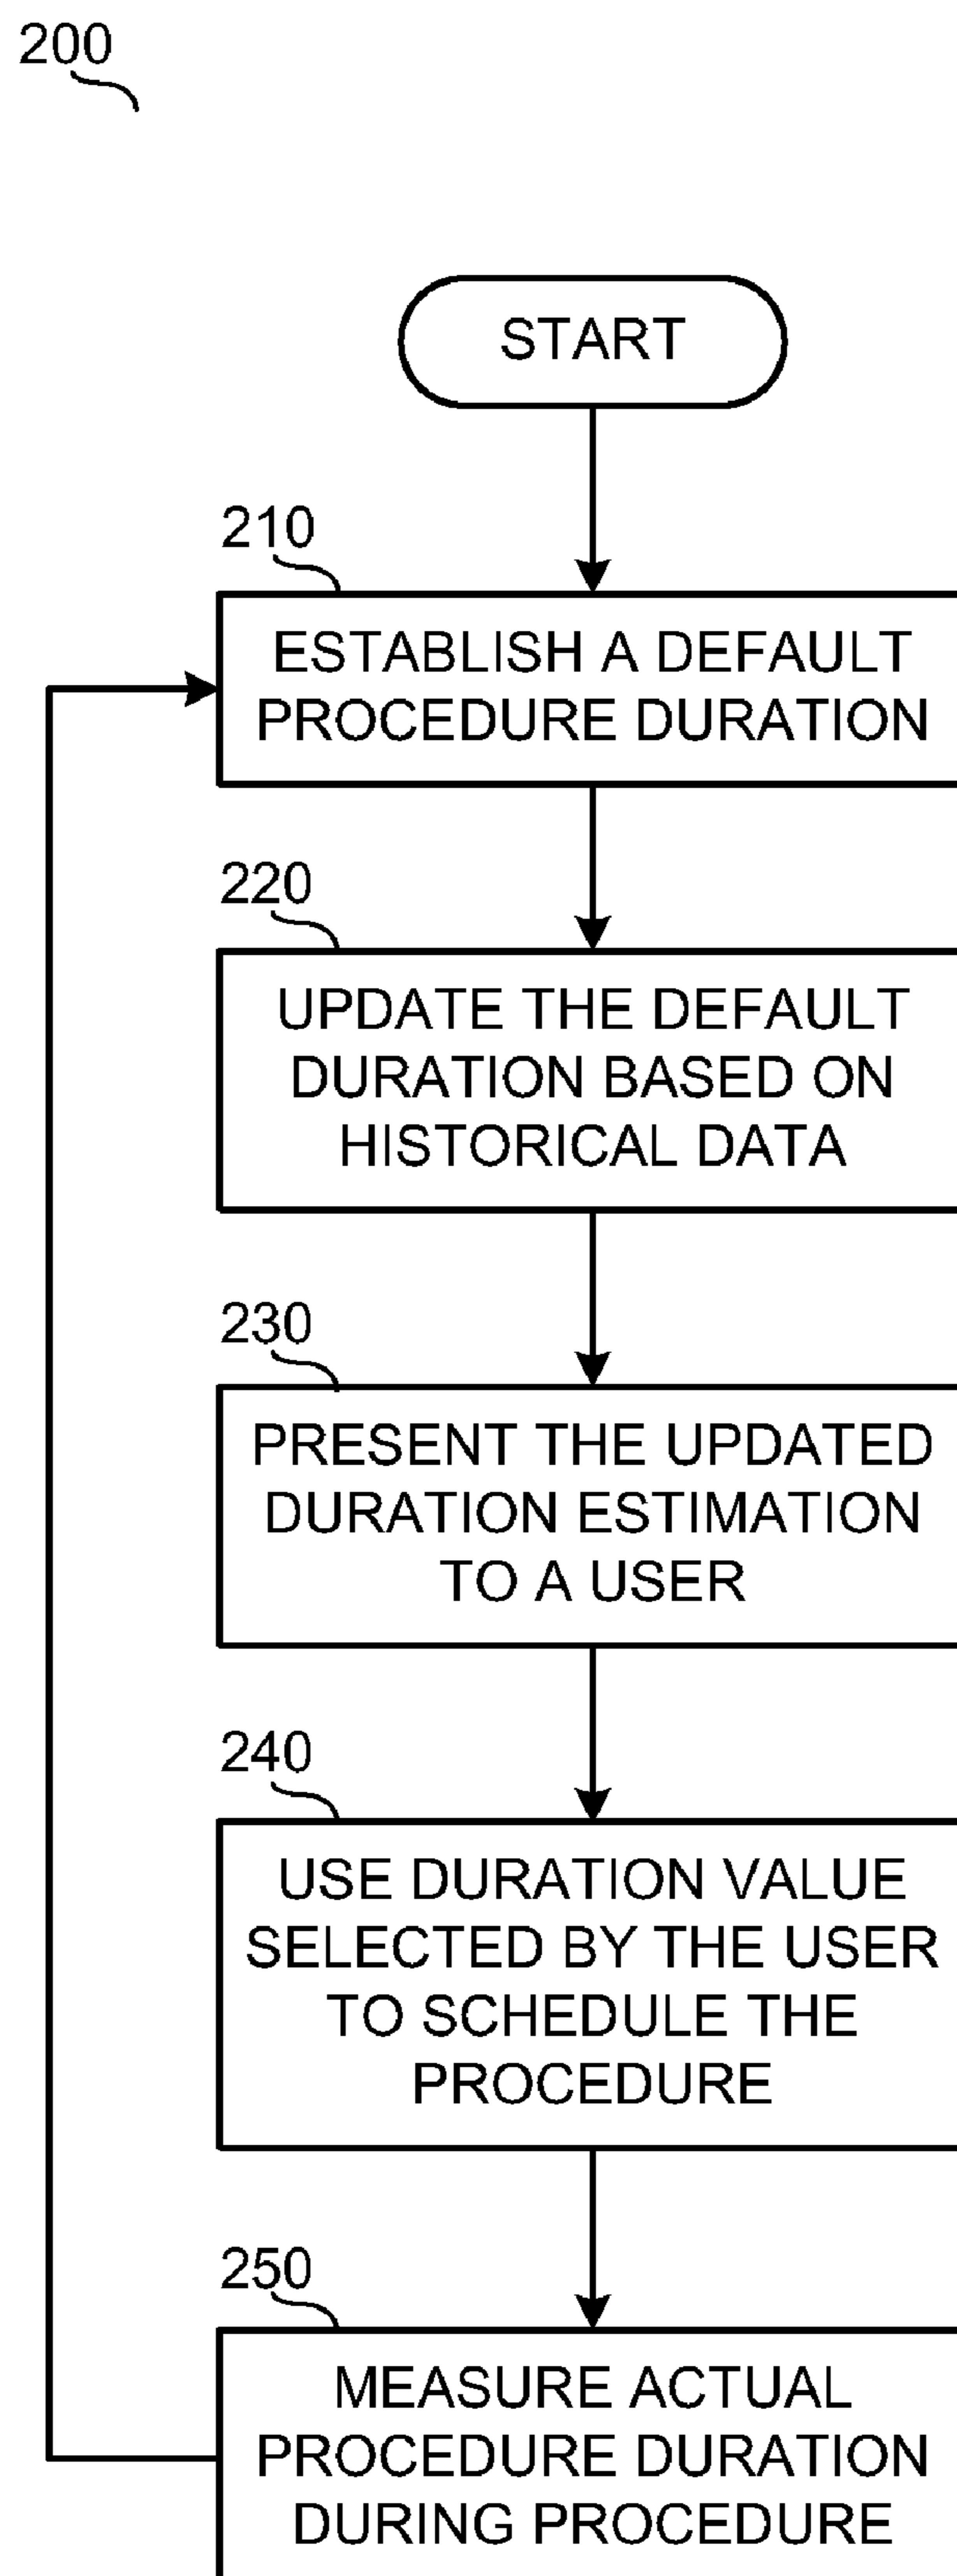 200
START
210
ESTABLISH A DEFAULT
PROCEDURE DURATION
220
UPDATE THE DEFAULT
DURATION BASED ON
HISTORICAL DATA
230
PRESENT THE UPDATED
DURATION ESTIMATION
TO A USER
240
USE DURATION VALUE
SELECTED BY THE USER
TO SCHEDULE THE
PROCEDURE
250
MEASURE ACTUAL
PROCEDURE DURATION
DURING PROCEDURE